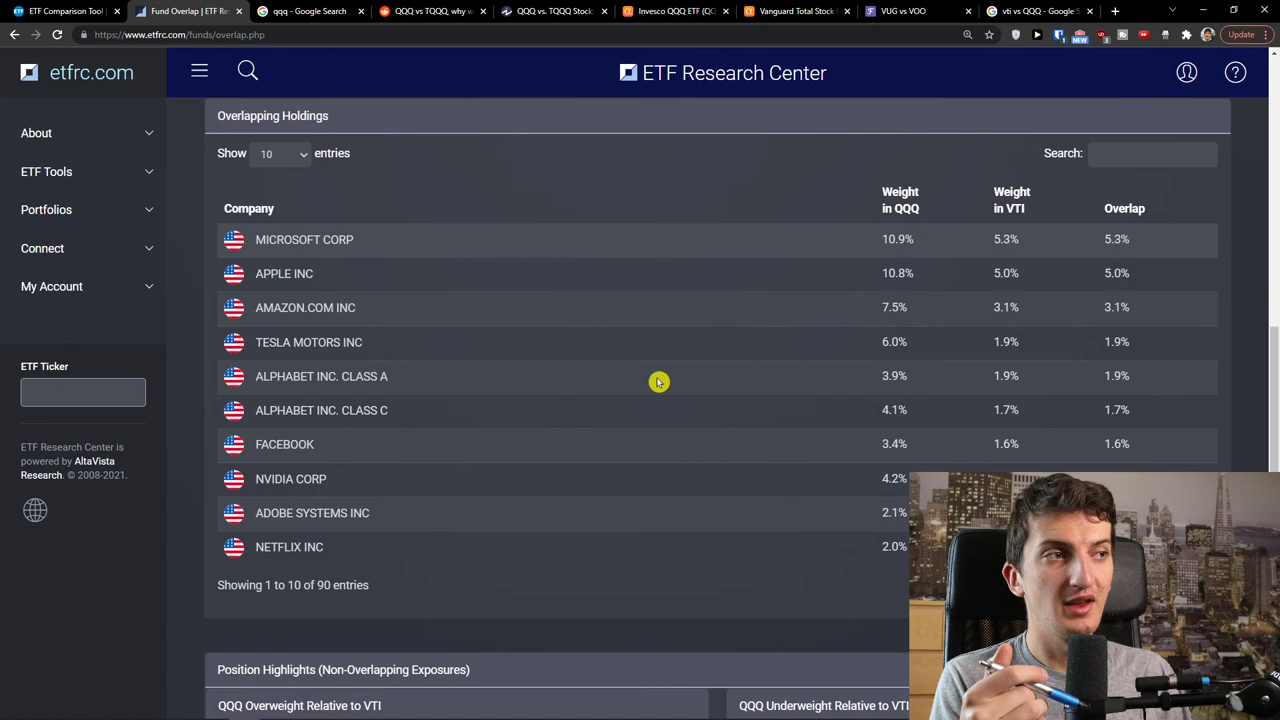 ETF Comparison Tool |
Fund Overlap | ETF Re
qqq - Google Search
QQQ vs TQQQ, why w
QQQ vs. TQQQ Stock
Invesco QQQ ETF (QQ
Vanguard Total Stock M
VUG vs VOO
vti vs QQQ - Google S
https://www.etfrc.com/funds/overlap.php
NEW
Update
etfrc.com
ETF Research Center
About
ETF Tools
Portfolios
Connect
My Account
ETF Ticker
ETF Research Center is
powered by AltaVista
Research. © 2008-2021.
Overlapping Holdings
Show 10 entries
Search:
Company Weight in QQQ Weight in VTI Overlap
MICROSOFT CORP 10.9% 5.3% 5.3%
APPLE INC 10.8% 5.0% 5.0%
AMAZON.COM INC 7.5% 3.1% 3.1%
TESLA MOTORS INC 6.0% 1.9% 1.9%
ALPHABET INC. CLASS A 3.9% 1.9% 1.9%
ALPHABET INC. CLASS C 4.1% 1.7% 1.7%
FACEBOOK 3.4% 1.6% 1.6%
NVIDIA CORP 4.2%
ADOBE SYSTEMS INC 2.1%
NETFLIX INC 2.0%
Showing 1 to 10 of 90 entries
Position Highlights (Non-Overlapping Exposures)
QQQ Overweight Relative to VTI
QQQ Underweight Relative to VTI